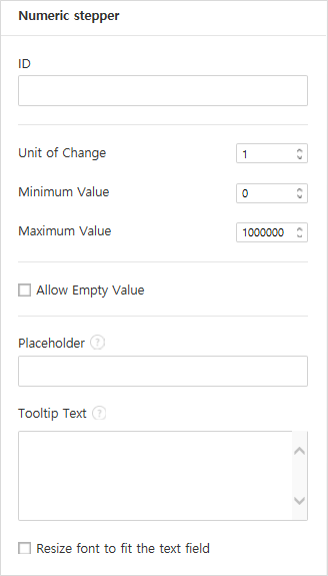 Numeric stepper
ID
Unit of Change 1
Minimum Value 0
Maximum Value 1000000
Allow Empty Value
Placeholder ?
Tooltip Text ?
Resize font to fit the text field